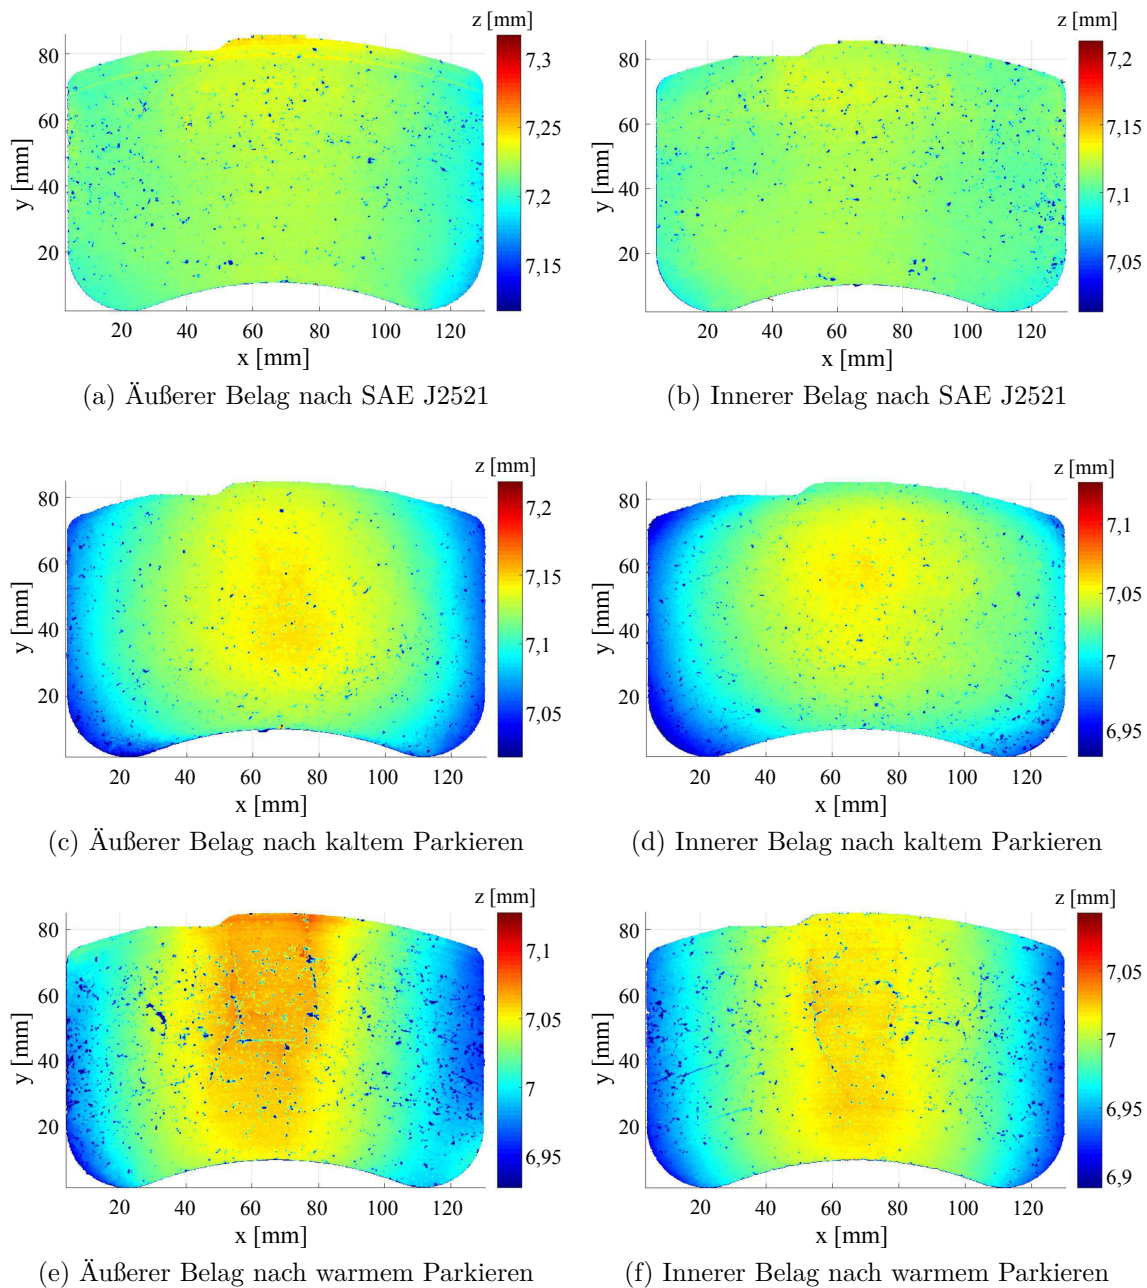 z [mm]
80
60
40
20
y [mm]
20 40 60 80 100 120
x [mm]
7,3
7,25
7,2
7,15
(a) Äußerer Belag nach SAE J2521
z [mm]
80
60
40
20
y [mm]
20 40 60 80 100 120
x [mm]
7,2
7,15
7,1
7,05
(b) Innerer Belag nach SAE J2521
z [mm]
80
60
40
20
y [mm]
20 40 60 80 100 120
x [mm]
7,2
7,15
7,1
7,05
(c) Äußerer Belag nach kaltem Parkieren
z [mm]
80
60
40
20
y [mm]
20 40 60 80 100 120
x [mm]
7,1
7,05
7
6,95
(d) Innerer Belag nach kaltem Parkieren
z [mm]
80
60
40
20
y [mm]
20 40 60 80 100 120
x [mm]
7,1
7,05
7
6,95
(e) Äußerer Belag nach warmem Parkieren
z [mm]
80
60
40
20
y [mm]
20 40 60 80 100 120
x [mm]
7,05
7
6,95
6,9
(f) Innerer Belag nach warmem Parkieren